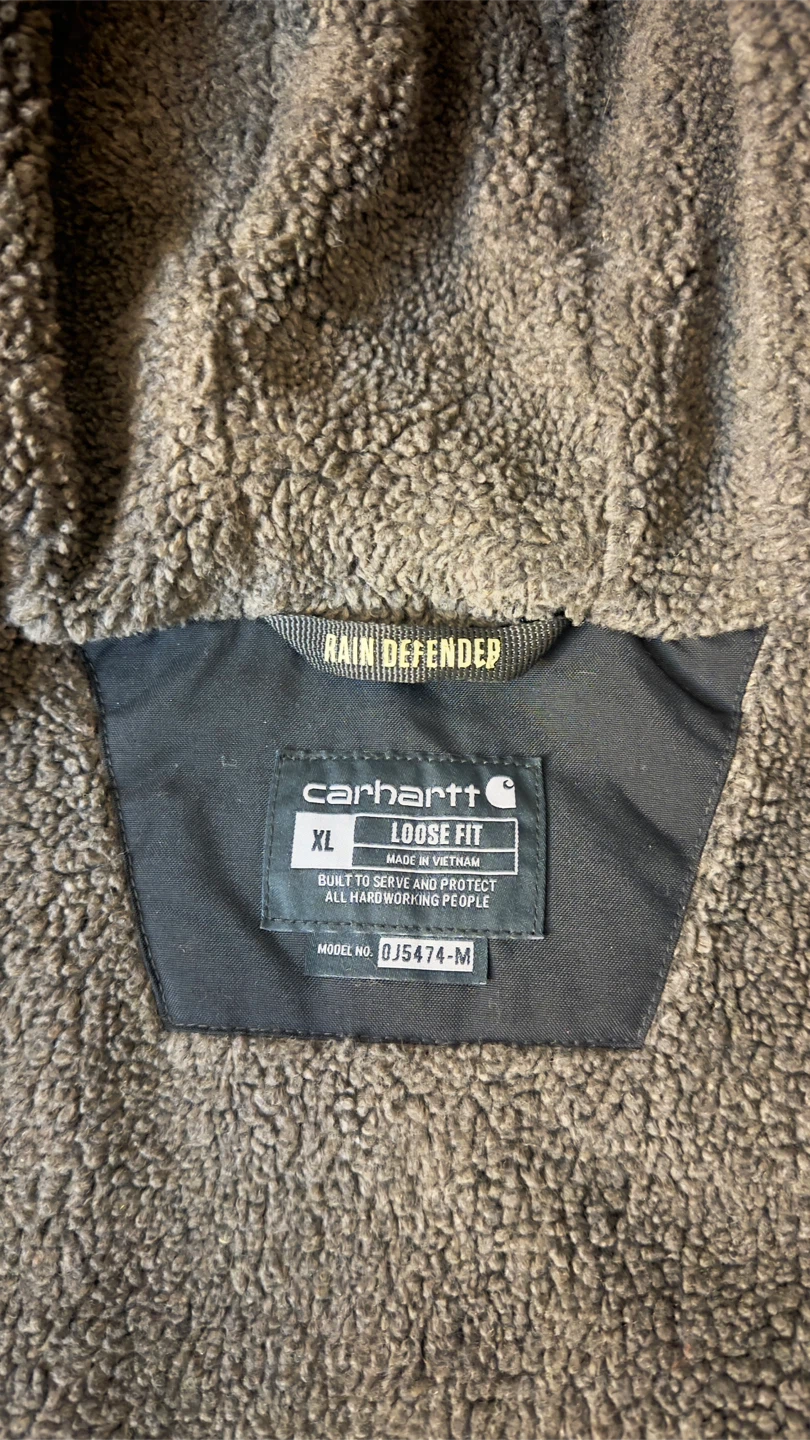 RAIN DEFENDER
carhartt
XL
LOOSE FIT
MADE IN VIETNAM
BUILT TO SERVE AND PROTECT
ALL HARDWORKING PEOPLE
MODEL NO. OJ5474-M